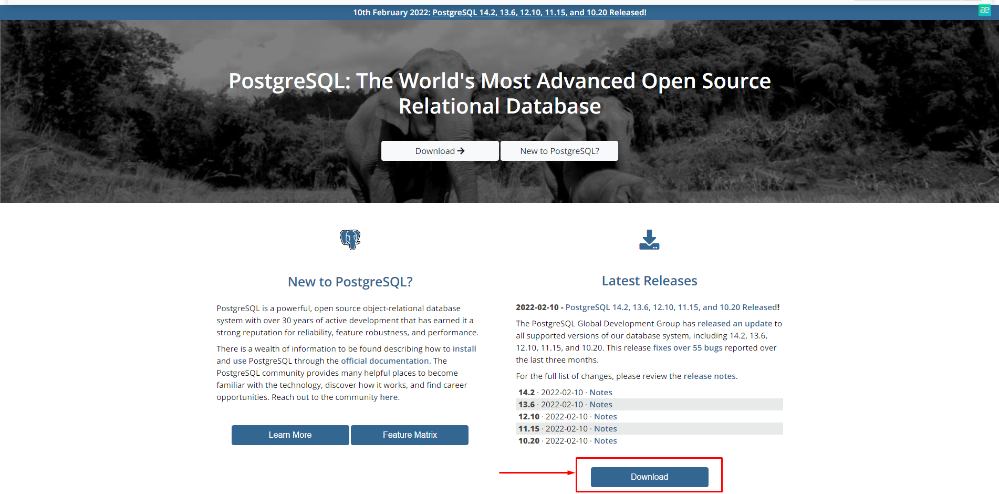 10th February 2022: PostgreSQL 14.2, 13.6, 12.10, 11.15, and 10.20 Released!
æ
PostgreSQL: The World's Most Advanced Open Source
Relational Database
Download
New to PostgreSQL?
New to PostgreSQL?
PostgreSQL is a powerful, open source object-relational database
system with over 30 years of active development that has earned it a
strong reputation for reliability, feature robustness, and performance.
There is a wealth of information to be found describing how to install
and use PostgreSQL through the official documentation. The
PostgreSQL community provides many helpful places to become
familiar with the technology, discover how it works, and find career
opportunities. Reach out to the community here.
Learn More
Feature Matrix
Latest Releases
2022-02-10 - PostgreSQL 14.2, 13.6, 12.10, 11.15, and 10.20 Released!
The PostgreSQL Global Development Group has released an update to
all supported versions of our database system, including 14.2, 13.6,
12.10, 11.15, and 10.20. This release fixes over 55 bugs reported over
the last three months.
For the full list of changes, please review the release notes.
14.2 · 2022-02-10 · Notes
13.6 · 2022-02-10 · Notes
12.10 · 2022-02-10 · Notes
11.15 · 2022-02-10 · Notes
10.20 · 2022-02-10 · Notes
Download